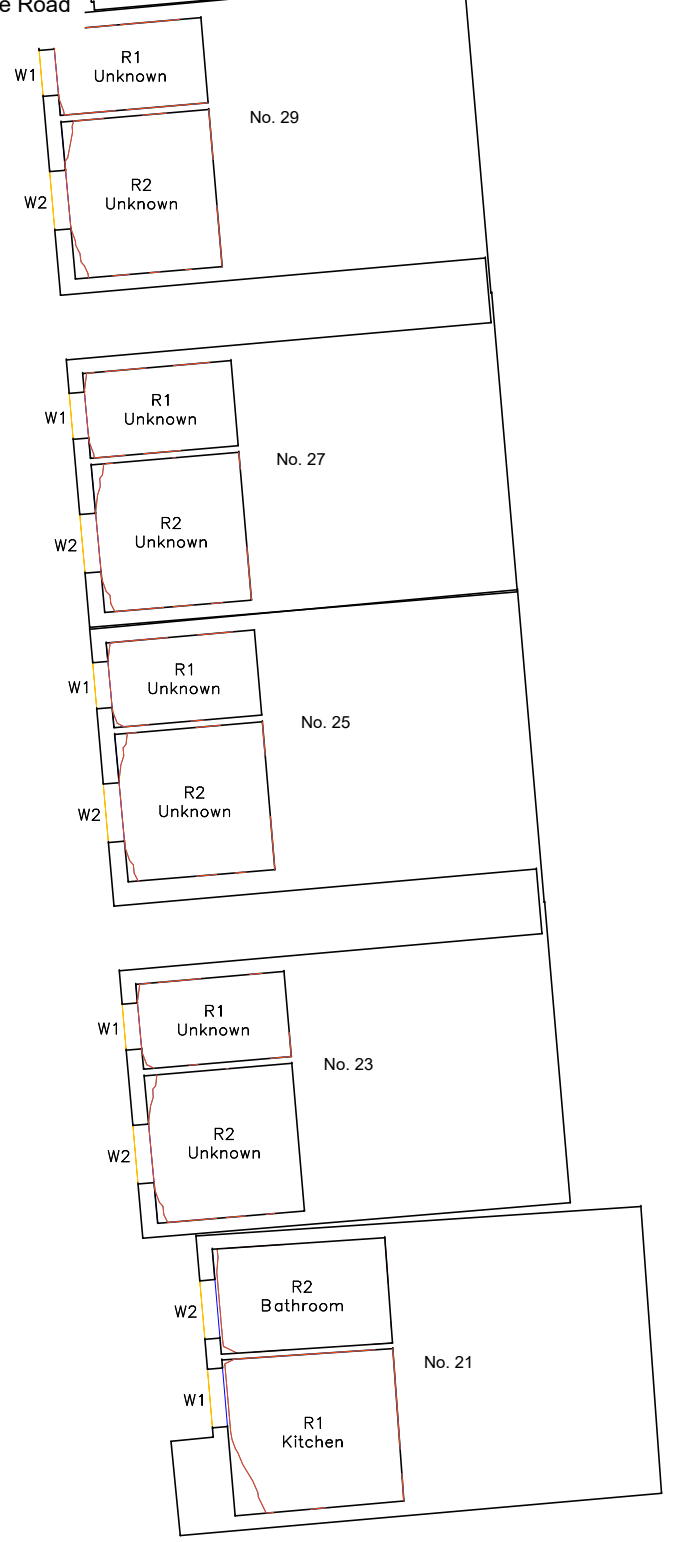 e Road
R1
Unknown
W1
No. 29
R2
Unknown
W2
R1
Unknown
W1
No. 27
R2
Unknown
W2
R1
Unknown
W1
No. 25
R2
Unknown
W2
R1
Unknown
W1
No. 23
R2
Unknown
W2
R2
Bathroom
W2
No. 21
W1
R1
Kitchen